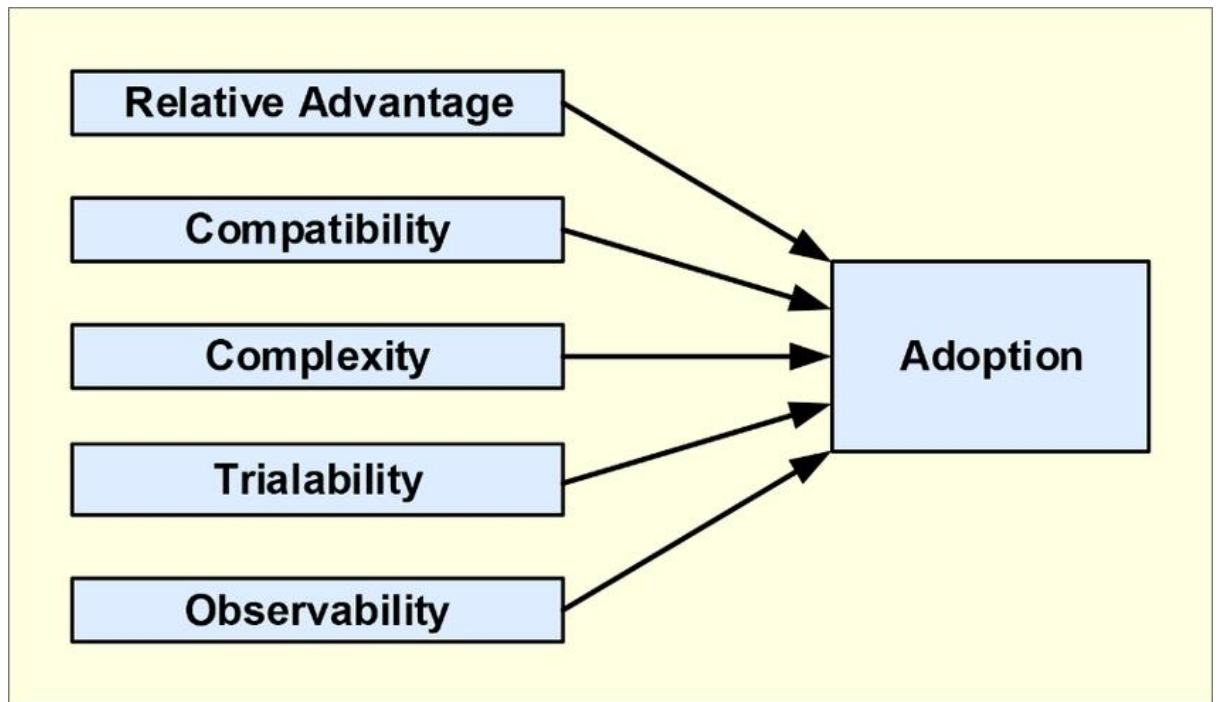 Relative Advantage
Compatibility
Complexity
Trialability
Observability
Adoption